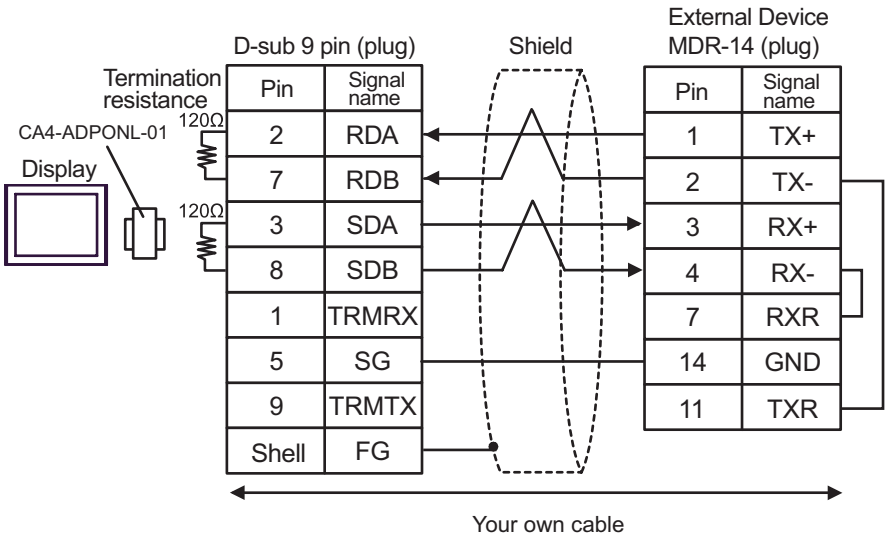 External Device
D-sub 9 pin (plug)
Shield
MDR-14 (plug)
Termination
resistance
CA4-ADPONL-01
Display
120Ω
120Ω
Pin Signal name
2 RDA
7 RDB
3 SDA
8 SDB
1 TRMRX
5 SG
9 TRMTX
Shell FG
Pin Signal name
1 TX+
2 TX-
3 RX+
4 RX-
7 RXR
14 GND
11 TXR
Your own cable